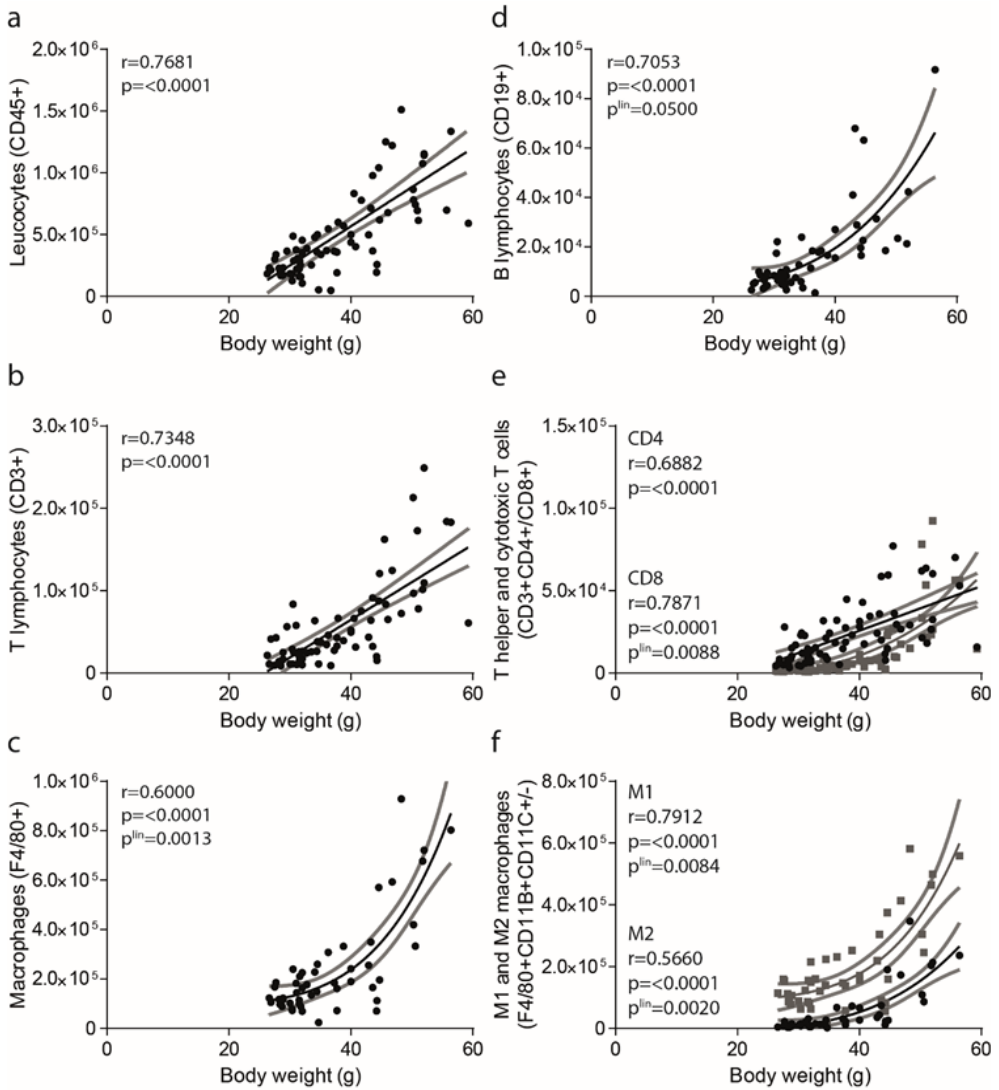 a
Leucocytes (CD45+)
2.0×10⁶
1.5×10⁶
1.0×10⁶
5.0×10⁵
0
r=0.7681
p=<0.0001
0 20 40 60
Body weight (g)
d
B lymphocytes (CD19+)
1.0×10⁵
8.0×10⁴
6.0×10⁴
4.0×10⁴
2.0×10⁴
0
r=0.7053
p=<0.0001
pˡⁱⁿ=0.0500
0 20 40 60
Body weight (g)
b
T lymphocytes (CD3+)
3.0×10⁵
2.0×10⁵
1.0×10⁵
0
r=0.7348
p=<0.0001
0 20 40 60
Body weight (g)
e
T helper and cytotoxic T cells
(CD3+CD4+/CD8+)
1.5×10⁵
1.0×10⁵
5.0×10⁴
0
CD4
r=0.6882
p=<0.0001
CD8
r=0.7871
p=<0.0001
pˡⁱⁿ=0.0088
0 20 40 60
Body weight (g)
c
Macrophages (F4/80+)
1.0×10⁶
8.0×10⁵
6.0×10⁵
4.0×10⁵
2.0×10⁵
0
r=0.6000
p=<0.0001
pˡⁱⁿ=0.0013
0 20 40 60
Body weight (g)
f
M1 and M2 macrophages
(F4/80+CD11B+CD11C+/-)
8.0×10⁵
6.0×10⁵
4.0×10⁵
2.0×10⁵
0
M1
r=0.7912
p=<0.0001
pˡⁱⁿ=0.0084
M2
r=0.5660
p=<0.0001
pˡⁱⁿ=0.0020
0 20 40 60
Body weight (g)